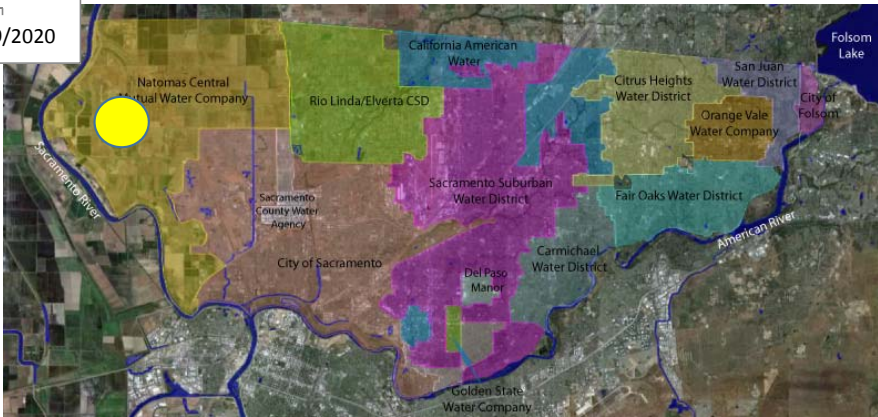 /2020
Folsom
Lake
California American
Water
San Juan
Water District
Natomas Central
Mutual Water Company
Citrus Heights
Water District
City of
Folsom
Rio Linda/Elverta CSD
Orange Vale
Water Company
Sacramento River
Sacramento Suburban
Water District
Fair Oaks Water District
Sacramento
County Water
Agency
American River
Carmichael
Water District
City of Sacramento
Del Paso
Manor
Golden State
Water Company